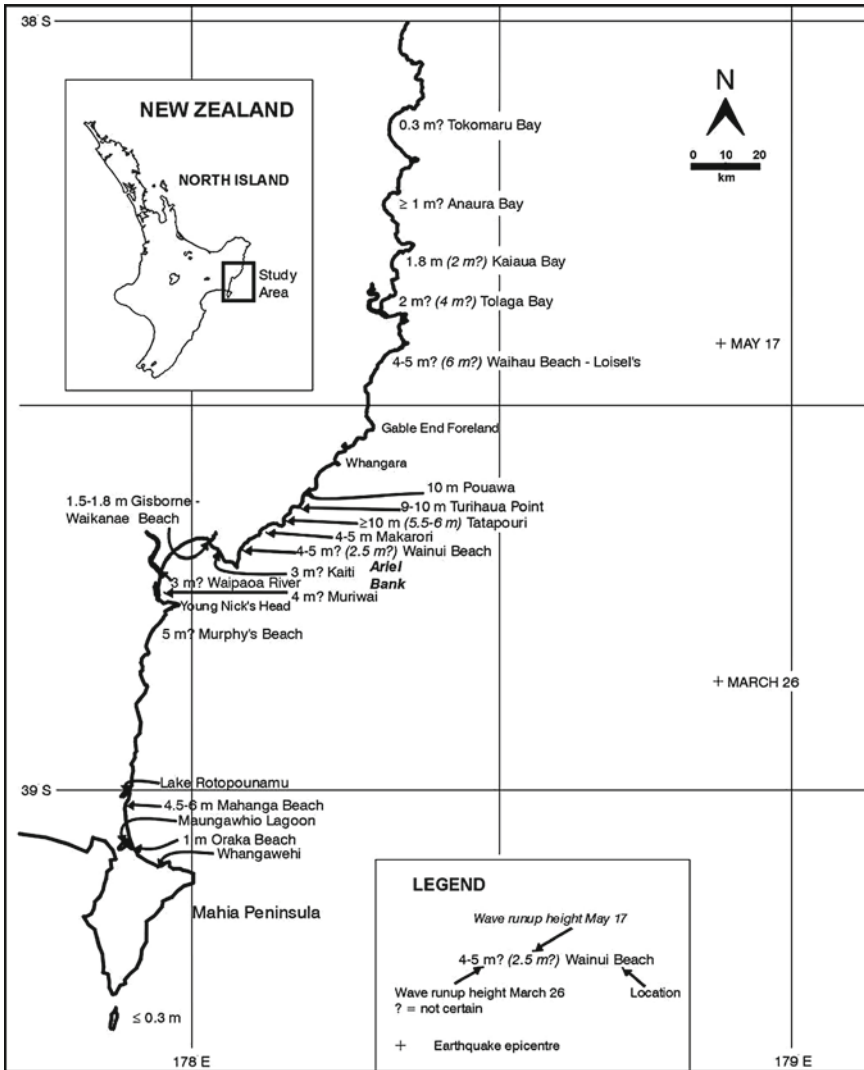 38°S
NEW ZEALAND
NORTH ISLAND
Study
Area
N
0 10 20
km
0.3 m? Tokomaru Bay
≥ 1 m? Anaura Bay
1.8 m (2 m?) Kaiaua Bay
2 m? (4 m?) Tolaga Bay
+ MAY 17
4-5 m? (6 m?) Waihau Beach - Loisel's
Gable End Foreland
Whangara
10 m Pouawa
1.5-1.8 m Gisborne -
Waikanae Beach
9-10 m Turihaua Point
≥10 m (5.5-6 m) Tatapouri
4-5 m Makarori
4-5 m? (2.5 m?) Wainui Beach
3 m? Kaiti
Ariel
Bank
3 m? Waipaoa River
4 m? Muriwai
Young Nick's Head
5 m? Murphy's Beach
+ MARCH 26
39°S
Lake Rotopounamu
4.5-6 m Mahanga Beach
Maungawhio Lagoon
1 m Oraka Beach
Whangawehi
Mahia Peninsula
≤ 0.3 m
LEGEND
Wave runup height May 17
4-5 m? (2.5 m?) Wainui Beach
Wave runup height March 26
? = not certain
Location
+ Earthquake epicentre
178°E
179°E